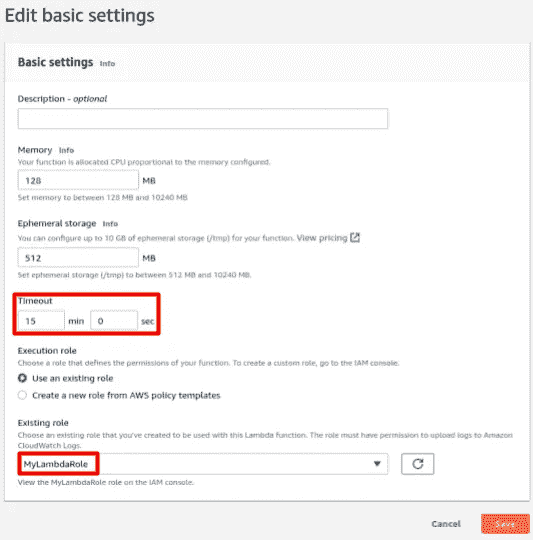 Edit basic settings
Basic settings Info
Description - optional
Memory Info
Your function is allocated CPU proportional to the memory configured.
128 MB
Set memory to between 128 MB and 10240 MB
Ephemeral storage Info
You can configure up to 10 GB of ephemeral storage (/tmp) for your function. View pricing
512 MB
Set ephemeral storage (/tmp) to between 512 MB and 10240 MB.
Timeout
15 min 0 sec
Execution role
Choose a role that defines the permissions of your function. To create a custom role, go to the IAM console.
Use an existing role
Create a new role from AWS policy templates
Existing role
Choose an existing role that you've created to be used with this Lambda function. The role must have permission to upload logs to Amazon
CloudWatch Logs.
MyLambdaRole
View the MyLambdaRole role on the IAM console.
Cancel Save